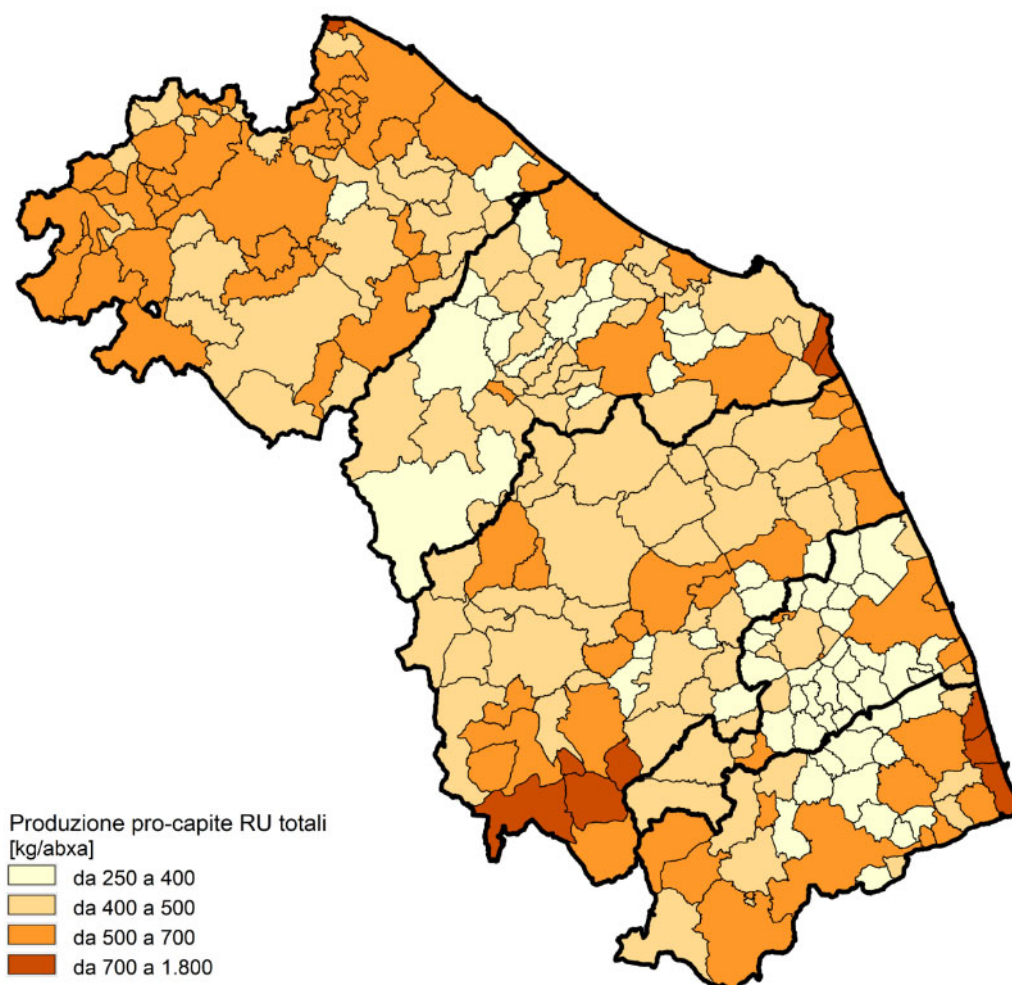 Produzione pro-capite RU totali
[kg/abxa]
da 250 a 400
da 400 a 500
da 500 a 700
da 700 a 1.800